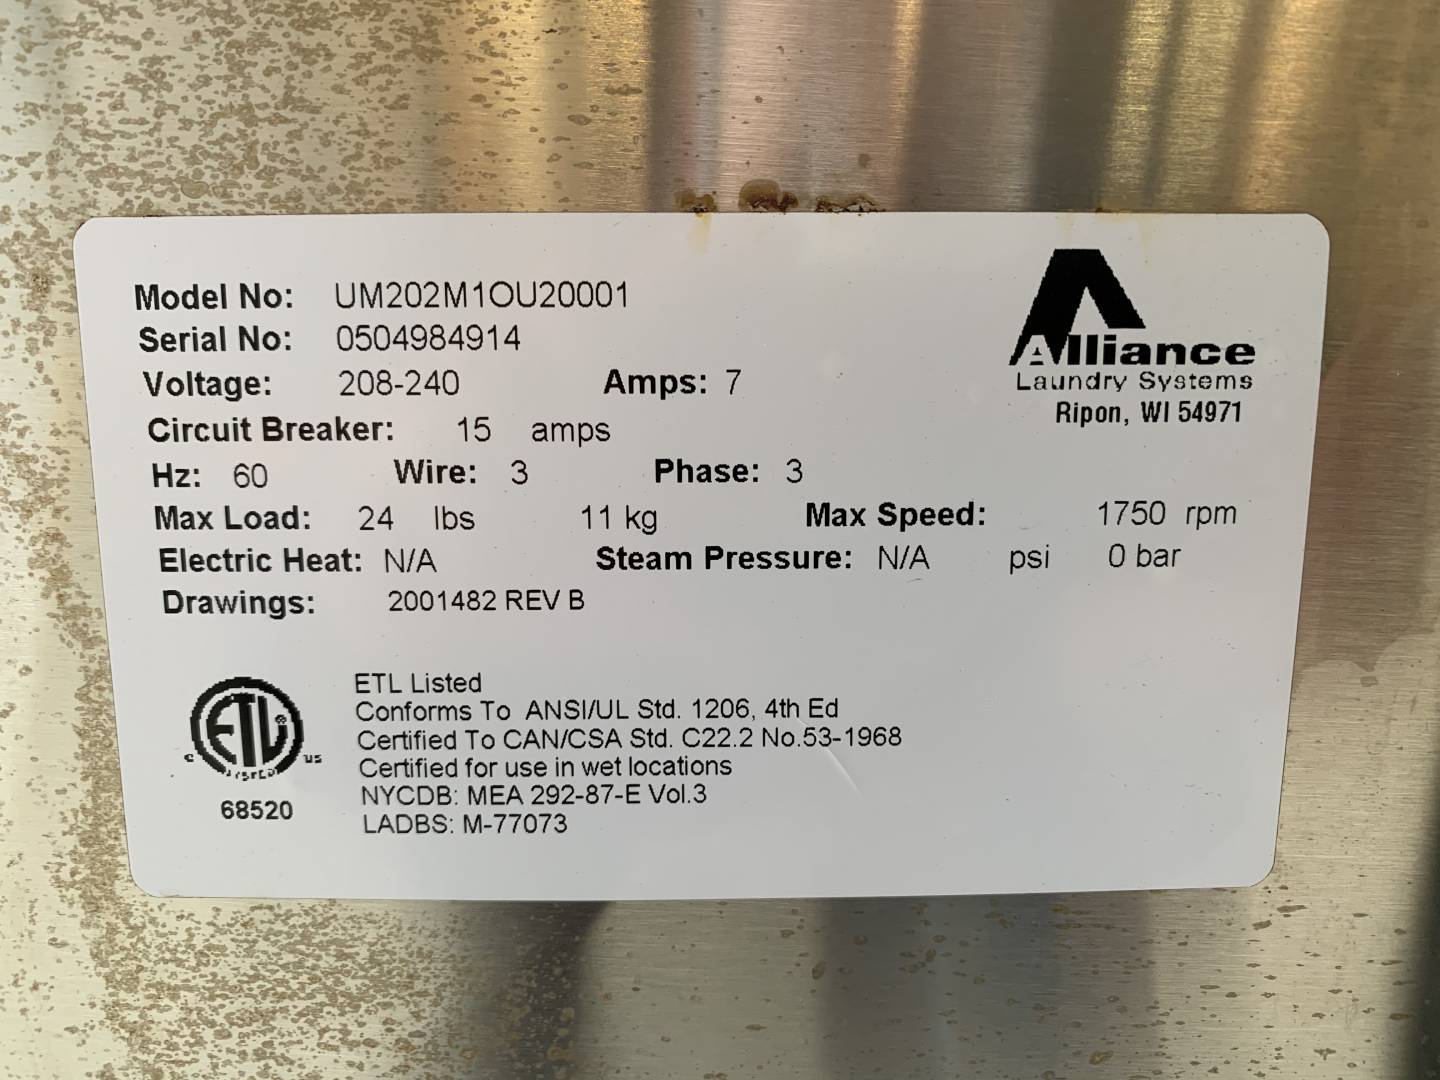 Alliance
Laundry Systems
Ripon, WI 54971
Model No: UM202M1OU20001
Serial No: 0504984914
Voltage: 208-240 Amps: 7
Circuit Breaker: 15 amps
Hz: 60 Wire: 3 Phase: 3
Max Load: 24 lbs 11 kg Max Speed: 1750 rpm
Electric Heat: N/A Steam Pressure: N/A psi 0 bar
Drawings: 2001482 REV B
ETL Listed
Conforms To ANSI/UL Std. 1206, 4th Ed
Certified To CAN/CSA Std. C22.2 No.53-1968
Certified for use in wet locations
NYCDB: MEA 292-87-E Vol.3
LADBS: M-77073
ETL ®
LISTED
C US
68520